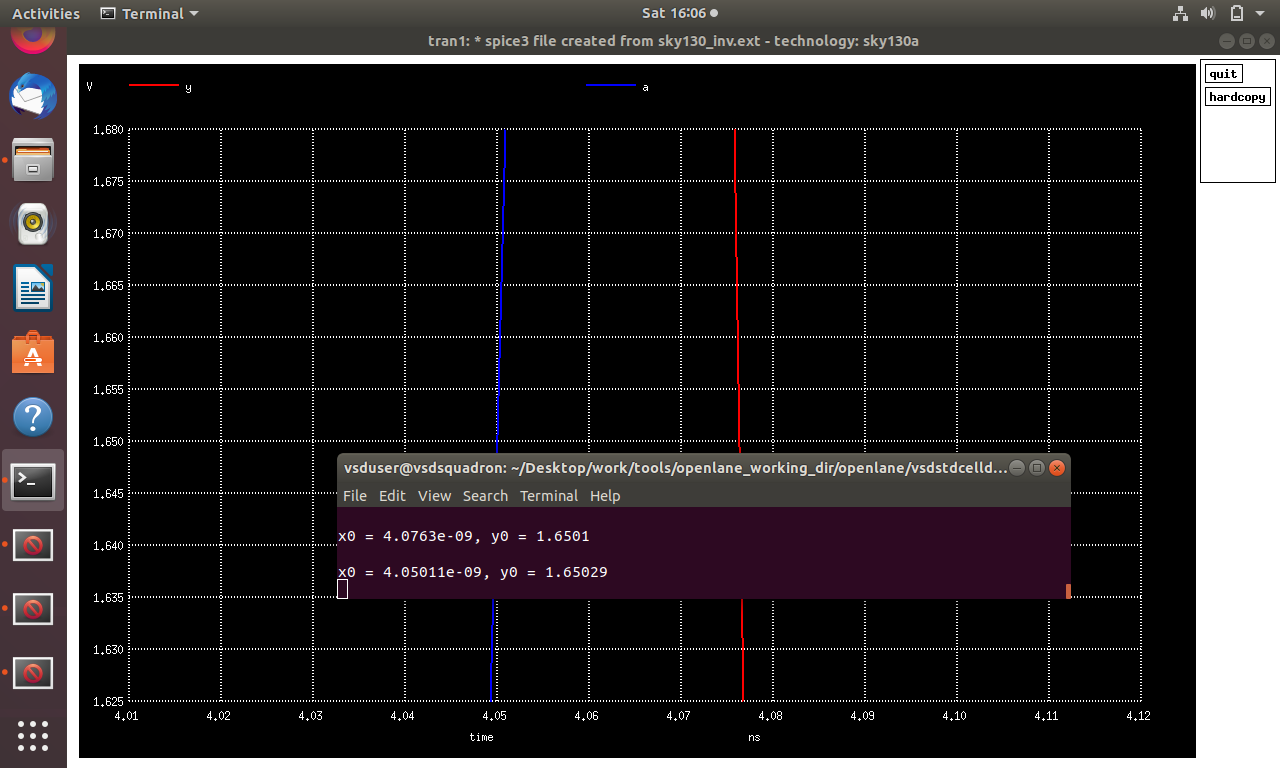 Activities Terminal Sat 16:06
tran1: * spice3 file created from sky130_inv.ext - technology: sky130a
V y a
quit
hardcopy
1.680
1.675
1.670
1.665
1.660
1.655
1.650
1.645
1.640
1.635
1.630
1.625
vsduser@vsdsquadron: ~/Desktop/work/tools/openlane_working_dir/openlane/vsdstdcelld...
File Edit View Search Terminal Help
x0 = 4.0763e-09, y0 = 1.6501
x0 = 4.05011e-09, y0 = 1.65029
4.01 4.02 4.03 4.04 4.05 4.06 4.07 4.08 4.09 4.10 4.11 4.12
time ns